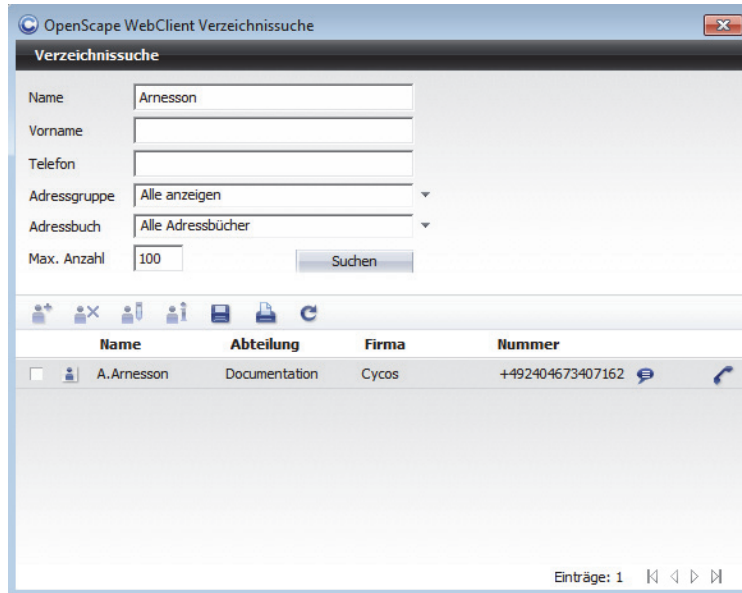 OpenScape WebClient Verzeichnissuche
Verzeichnissuche
Name Arnesson
Vorname
Telefon
Adressgruppe Alle anzeigen
Adressbuch Alle Adressbücher
Max. Anzahl 100 Suchen
Name Abteilung Firma Nummer
A.Arnesson Documentation Cycos +492404673407162
Einträge: 1